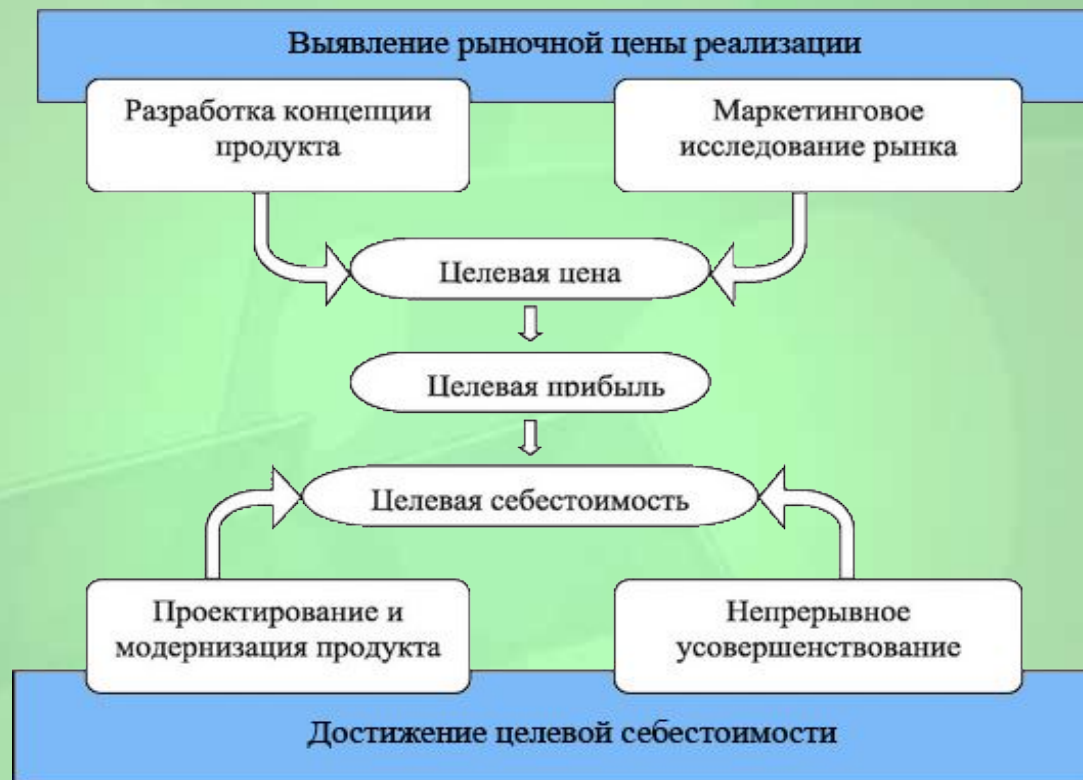 Выявление рыночной цены реализации
Разработка концепции
продукта
Маркетинговое
исследование рынка
Целевая цена
Целевая прибыль
Целевая себестоимость
Проектирование и
модернизация продукта
Непрерывное
усовершенствование
Достижение целевой себестоимости